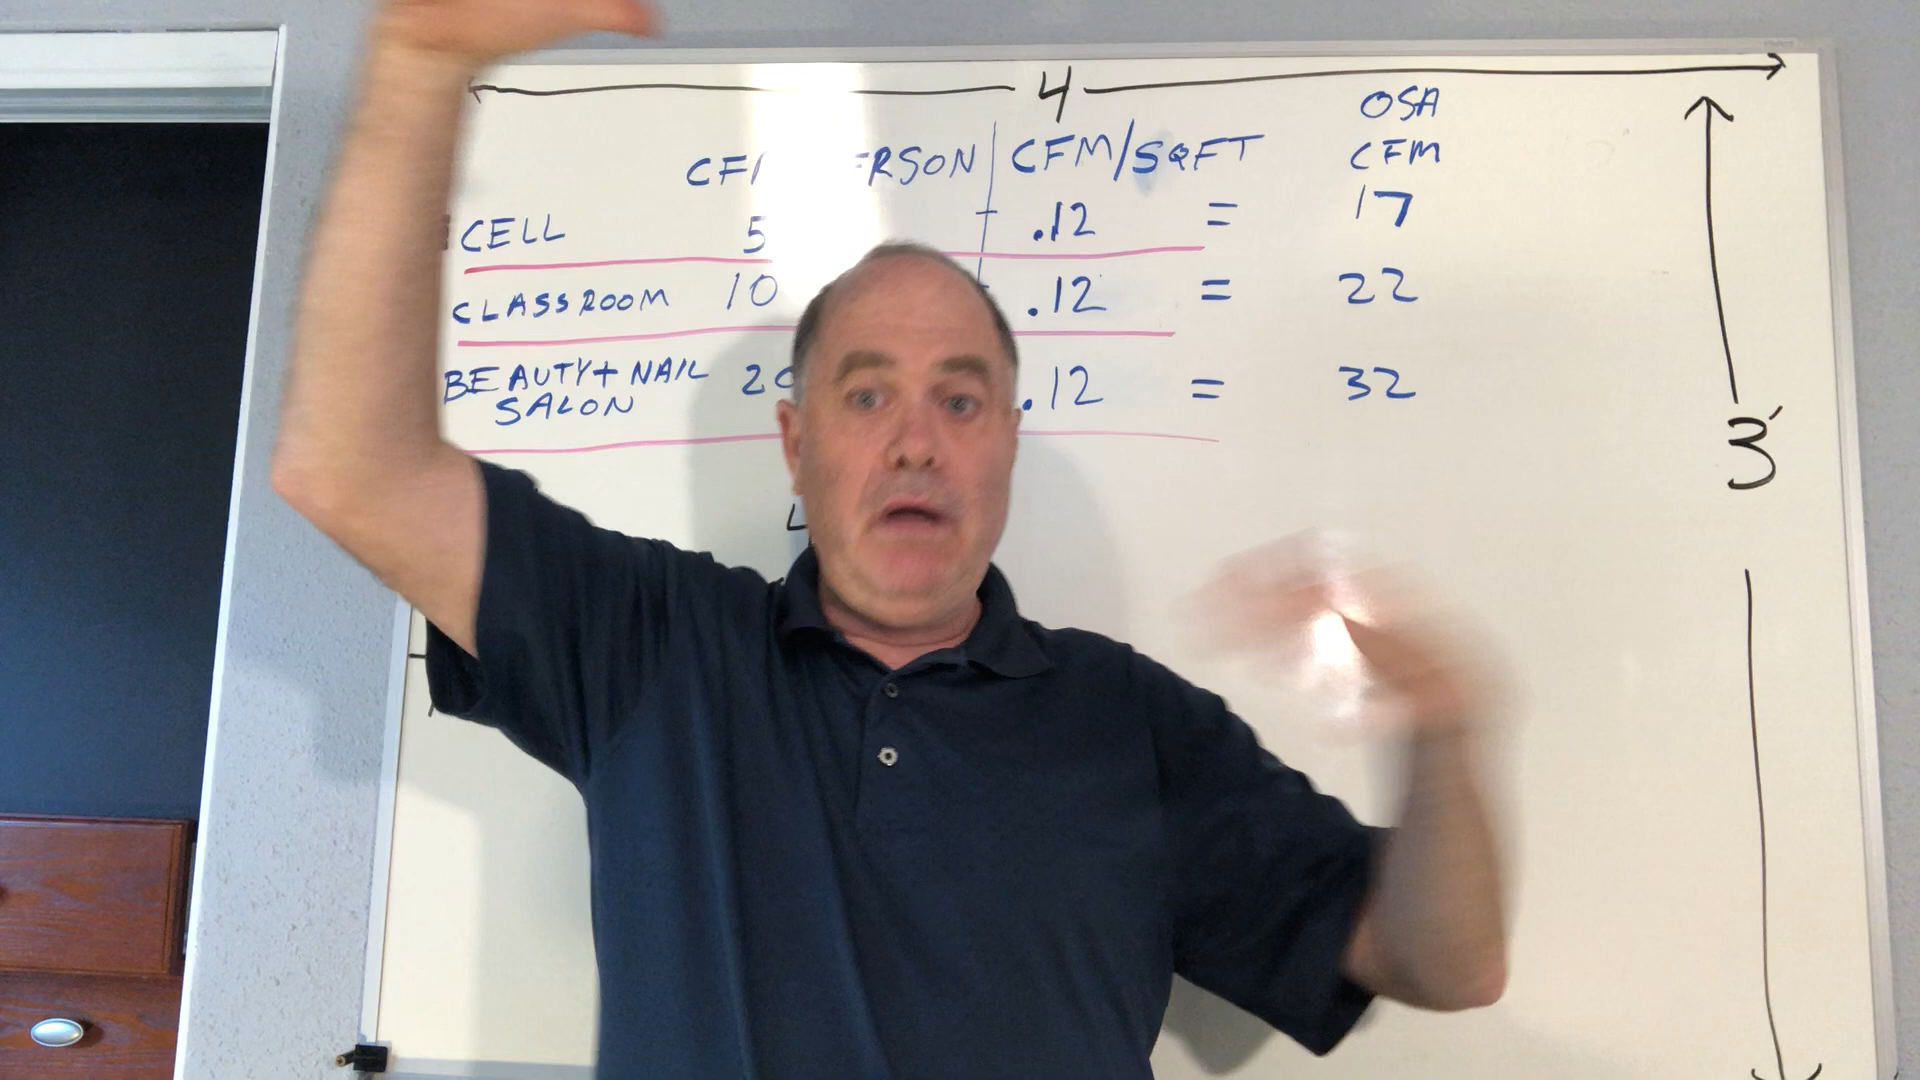 4
OSA
CFM/SQFT CFM
CELL 5 .12 = 17
CLASSROOM 10 .12 = 22
BEAUTY+NAIL .12 = 32
SALON
3'